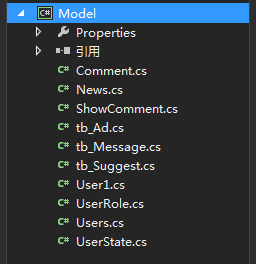 C# Model
Properties
引用
C# Comment.cs
C# News.cs
C# ShowComment.cs
C# tb_Ad.cs
C# tb_Message.cs
C# tb_Suggest.cs
C# User1.cs
C# UserRole.cs
C# Users.cs
C# UserState.cs